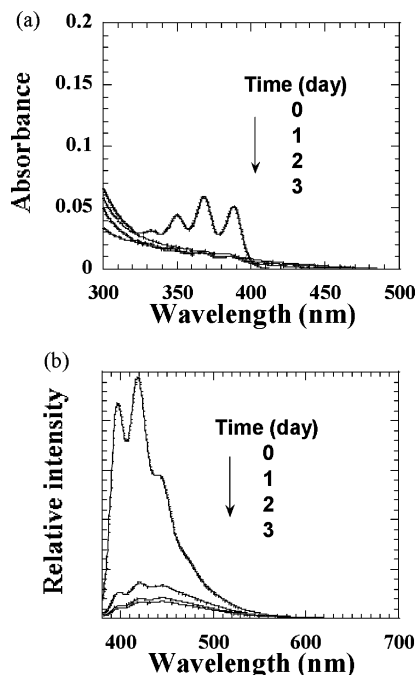 (a)
0.2
0.15
0.1
0.05
0
Absorbance
Time (day)
0
1
2
3
300 350 400 450 500
Wavelength (nm)
(b)
Relative intensity
Time (day)
0
1
2
3
400 500 600 700
Wavelength (nm)